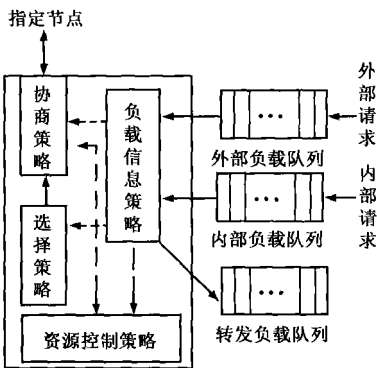 指定节点
协商策略
负载信息策略
选择策略
资源控制策略
•••
外部负载队列
外部请求
•••
内部负载队列
内部请求
•••
转发负载队列